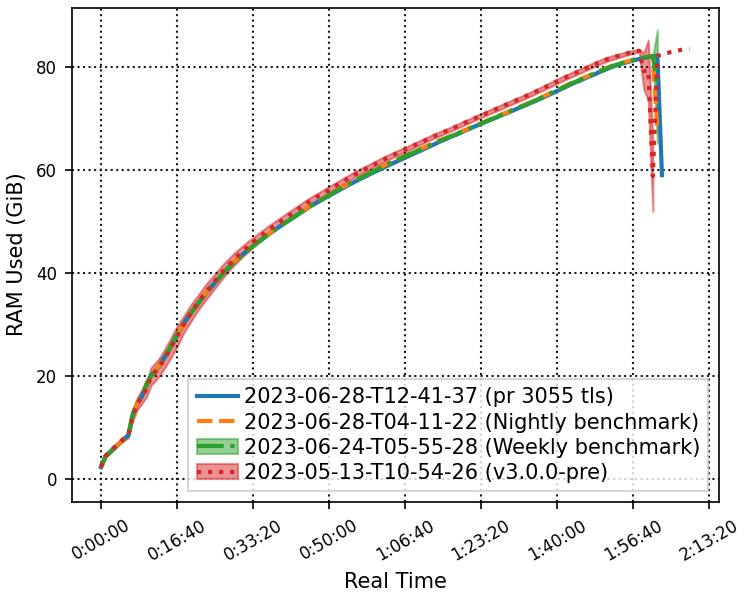 80
60
40
20
0
RAM Used (GiB)
2023-06-28-T12-41-37 (pr 3055 tls)
2023-06-28-T04-11-22 (Nightly benchmark)
2023-06-24-T05-55-28 (Weekly benchmark)
2023-05-13-T10-54-26 (v3.0.0-pre)
0:00:00 0:16:40 0:33:20 0:50:00 1:06:40 1:23:20 1:40:00 1:56:40 2:13:20
Real Time